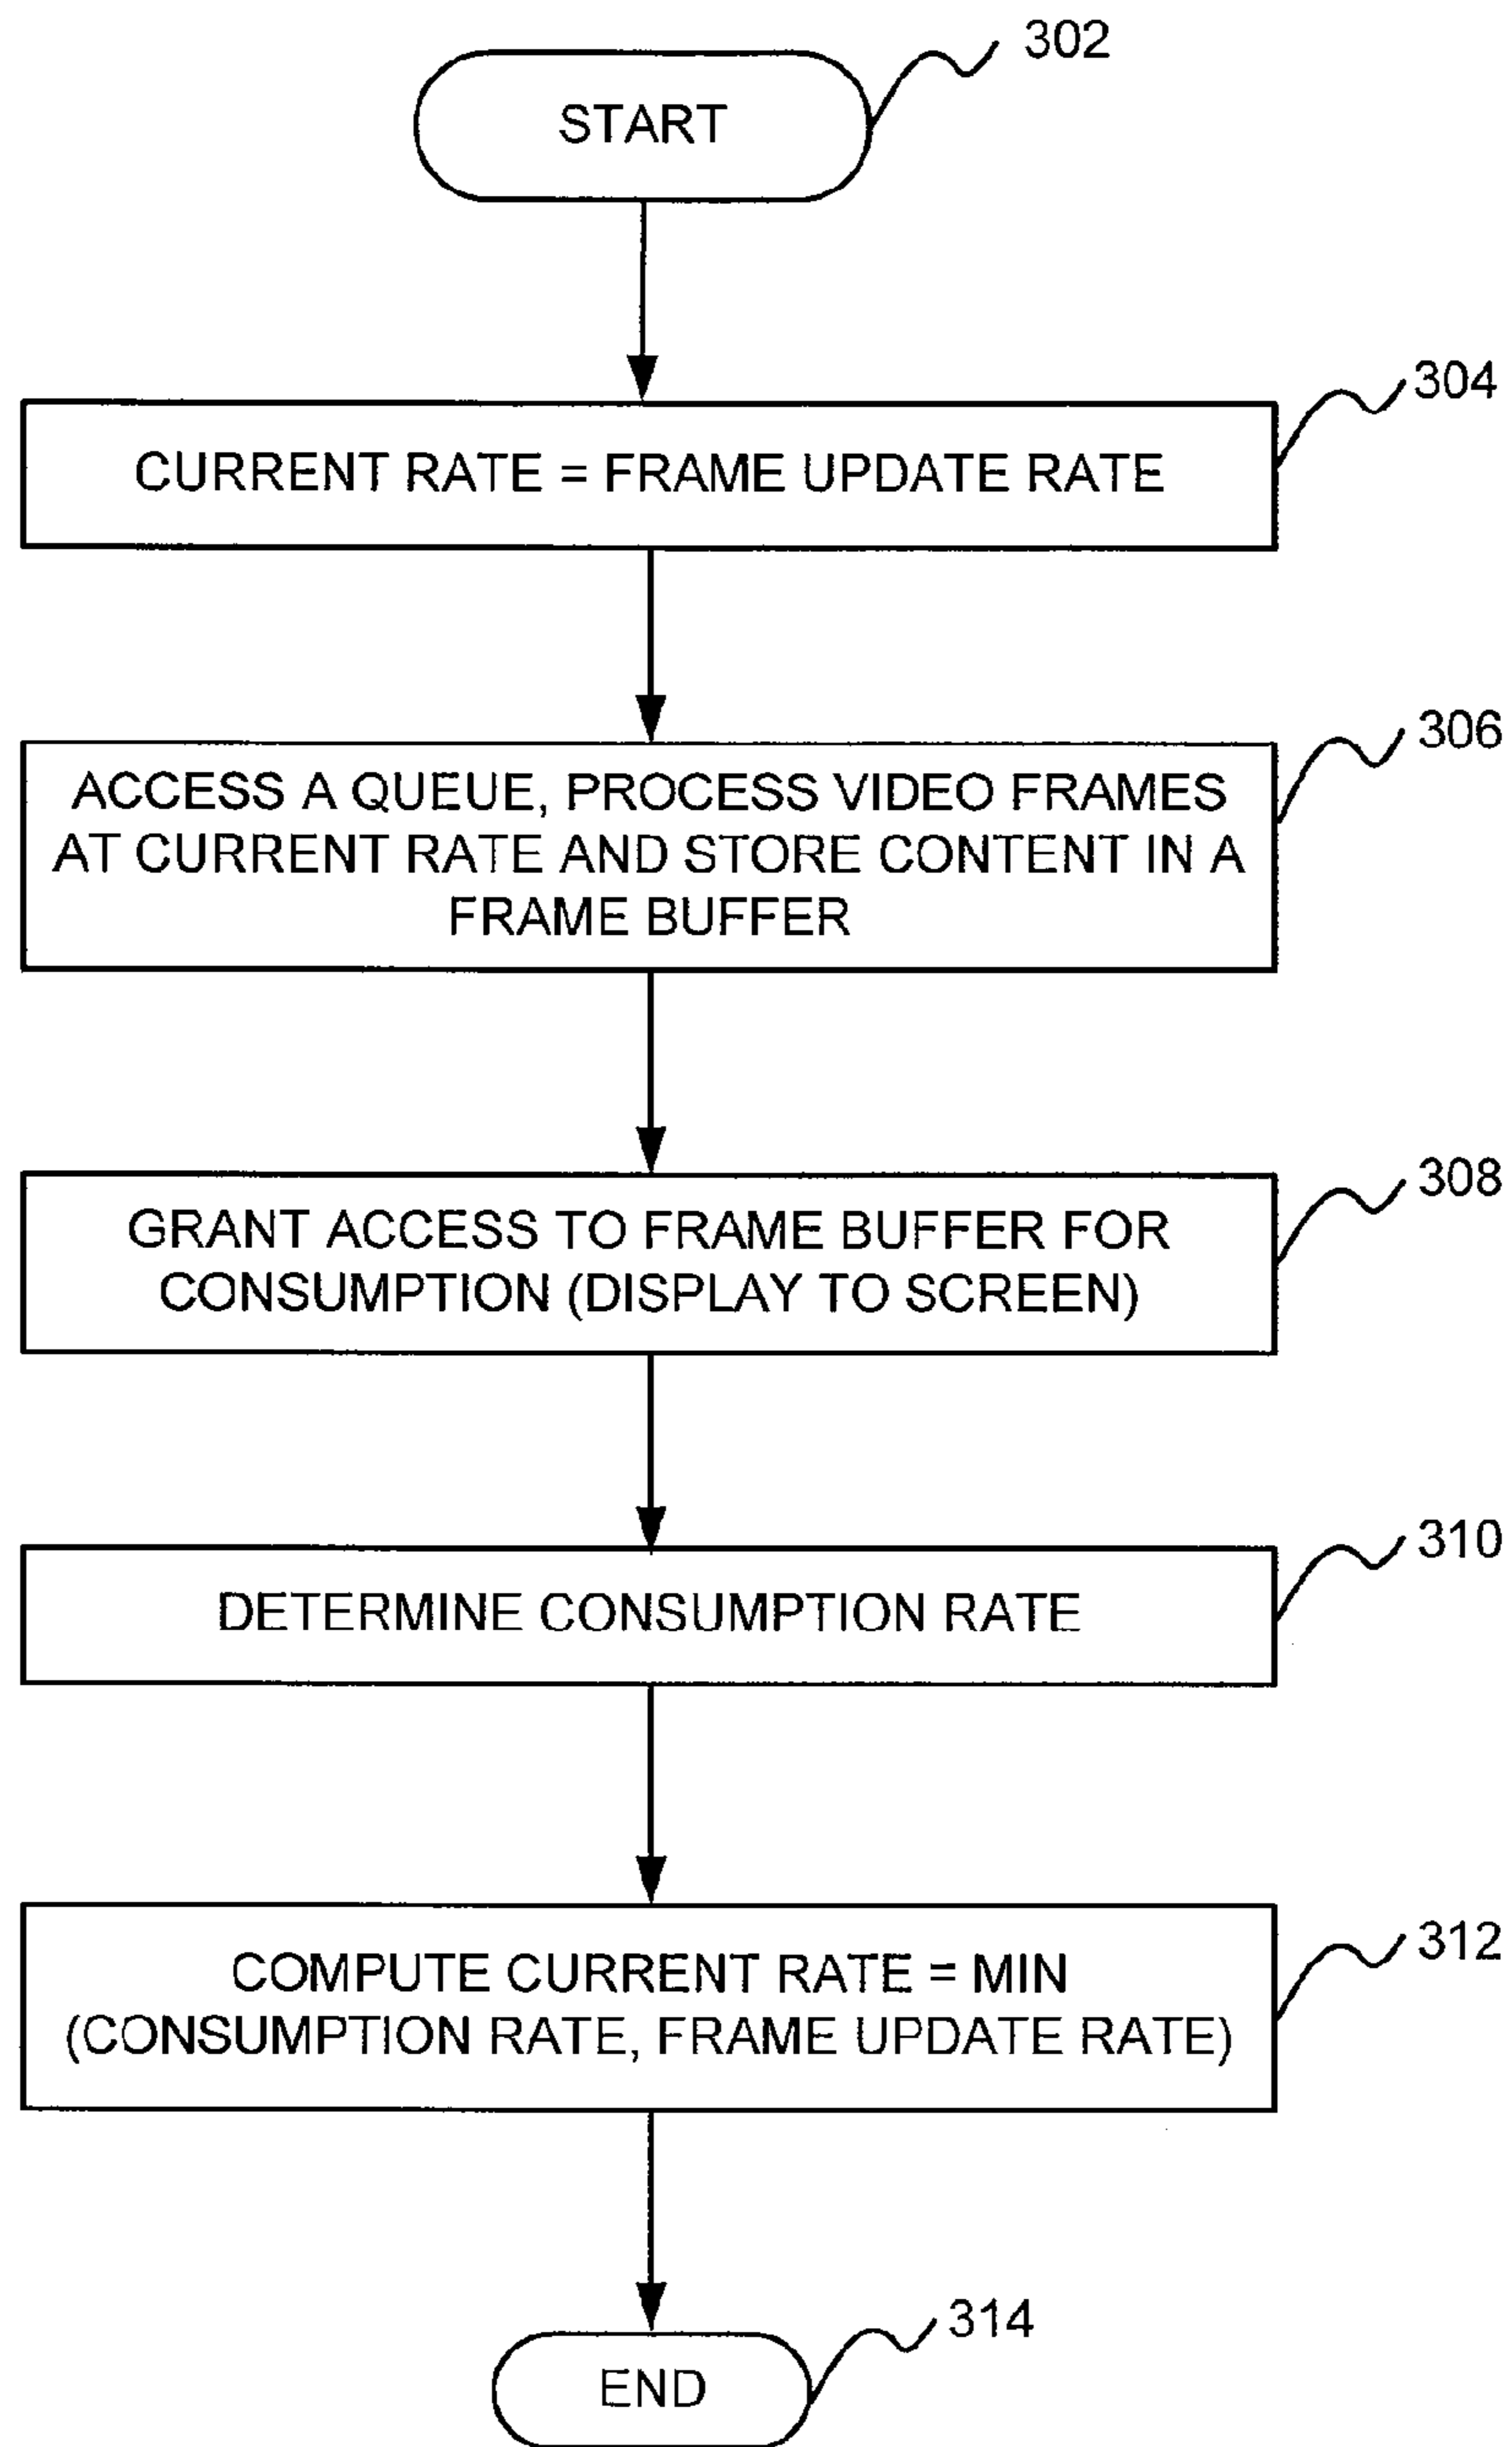 302
START
304
CURRENT RATE = FRAME UPDATE RATE
306
ACCESS A QUEUE, PROCESS VIDEO FRAMES
AT CURRENT RATE AND STORE CONTENT IN A
FRAME BUFFER
308
GRANT ACCESS TO FRAME BUFFER FOR
CONSUMPTION (DISPLAY TO SCREEN)
310
DETERMINE CONSUMPTION RATE
312
COMPUTE CURRENT RATE = MIN
(CONSUMPTION RATE, FRAME UPDATE RATE)
314
END